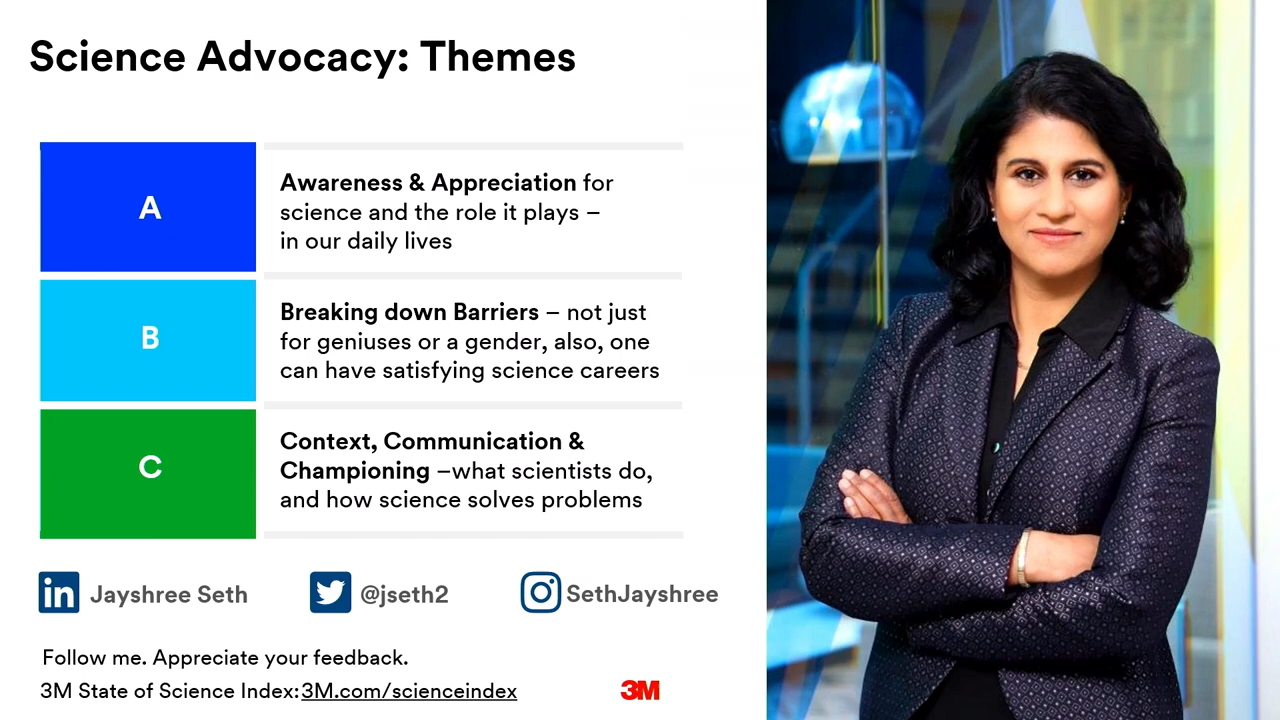 Science Advocacy: Themes
A
Awareness & Appreciation for
science and the role it plays –
in our daily lives
B
Breaking down Barriers – not just
for geniuses or a gender, also, one
can have satisfying science careers
C
Context, Communication &
Championing –what scientists do,
and how science solves problems
in Jayshree Seth
@jseth2
SethJayshree
Follow me. Appreciate your feedback.
3M State of Science Index: 3M.com/scienceindex
3M